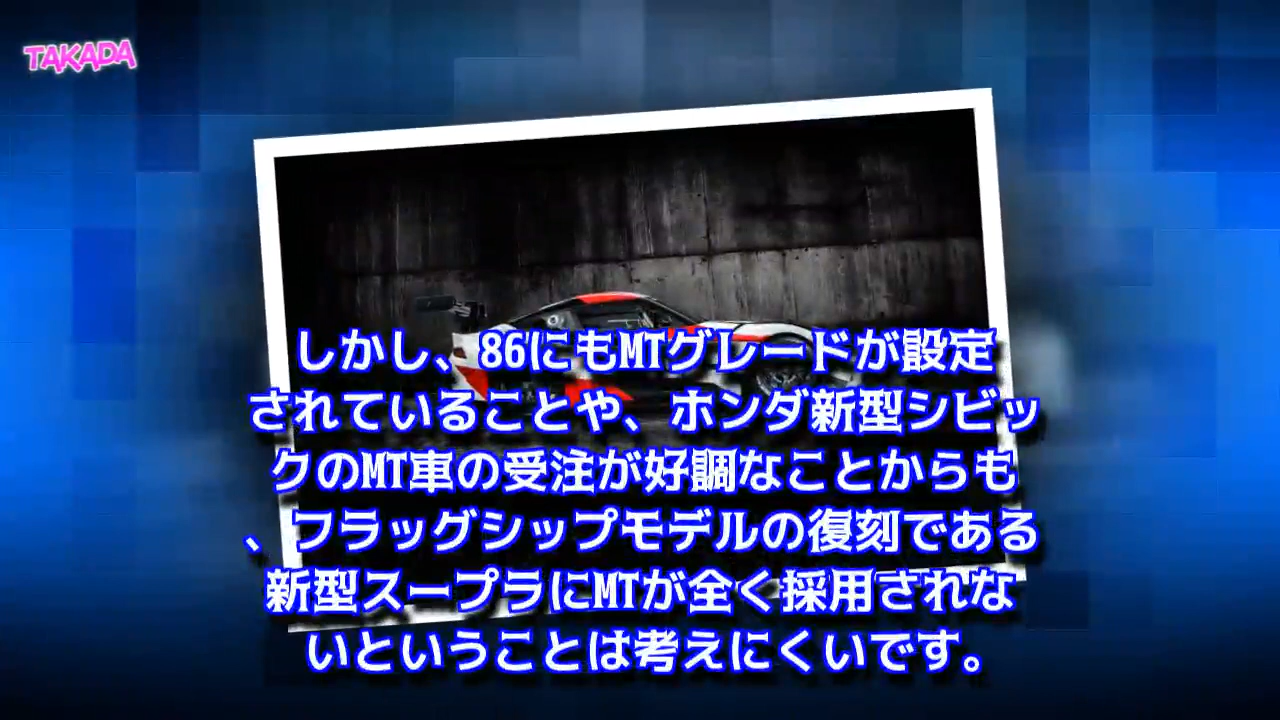 TAKADA
しかし、86にもMTグレードが設定
されていることや、ホンダ新型シビッ
クのMT車の受注が好調なことからも
、フラッグシップモデルの復刻である
新型スープラにMTが全く採用されな
いということは考えにくいです。